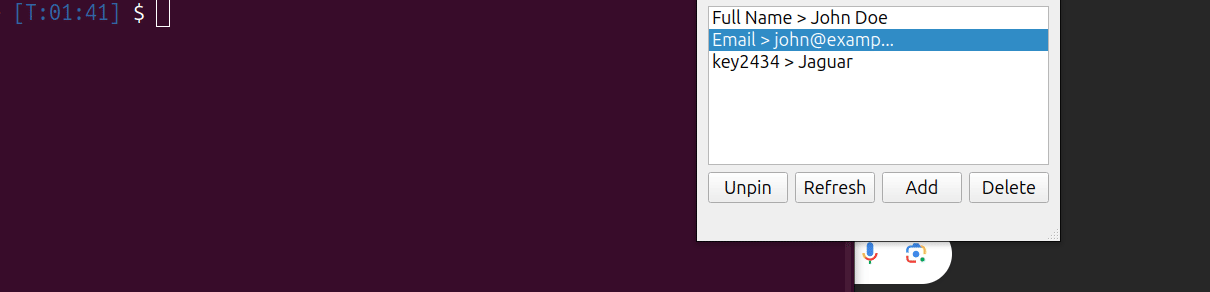 [T:01:41] $
Full Name > John Doe
Email > john@examp...
key2434 > Jaguar
Unpin Refresh Add Delete